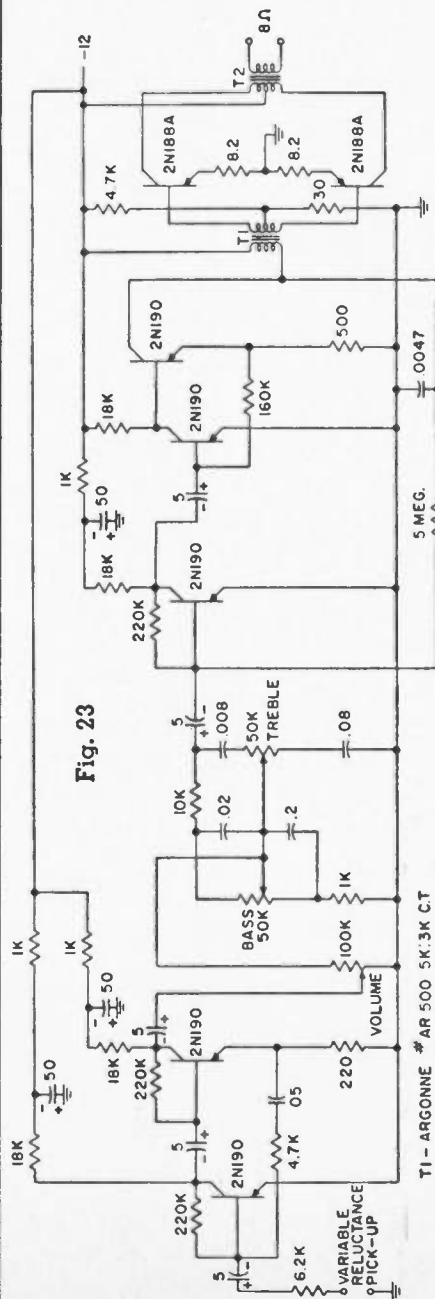 Fig. 23
-12
1K
1K
50
50
18K
18K
220K
220K
5
5
5
2N190
2N190
6.2K
VARIABLE
RELUCTANCE
PICK-UP
4.7K
05
220
VOLUME
100K
BASS
50K
1K
10K
.02
.2
.008
50K
TREBLE
.08
5
220K
18K
50
1K
2N190
5
18K
2N190
160K
2N190
500
T1
4.7K
30
2N188A
8.2
8.2
2N188A
T2
8Ω
.0047
5 MEG.
T1 - ARGONNE # AR 500 5K:3K C.T